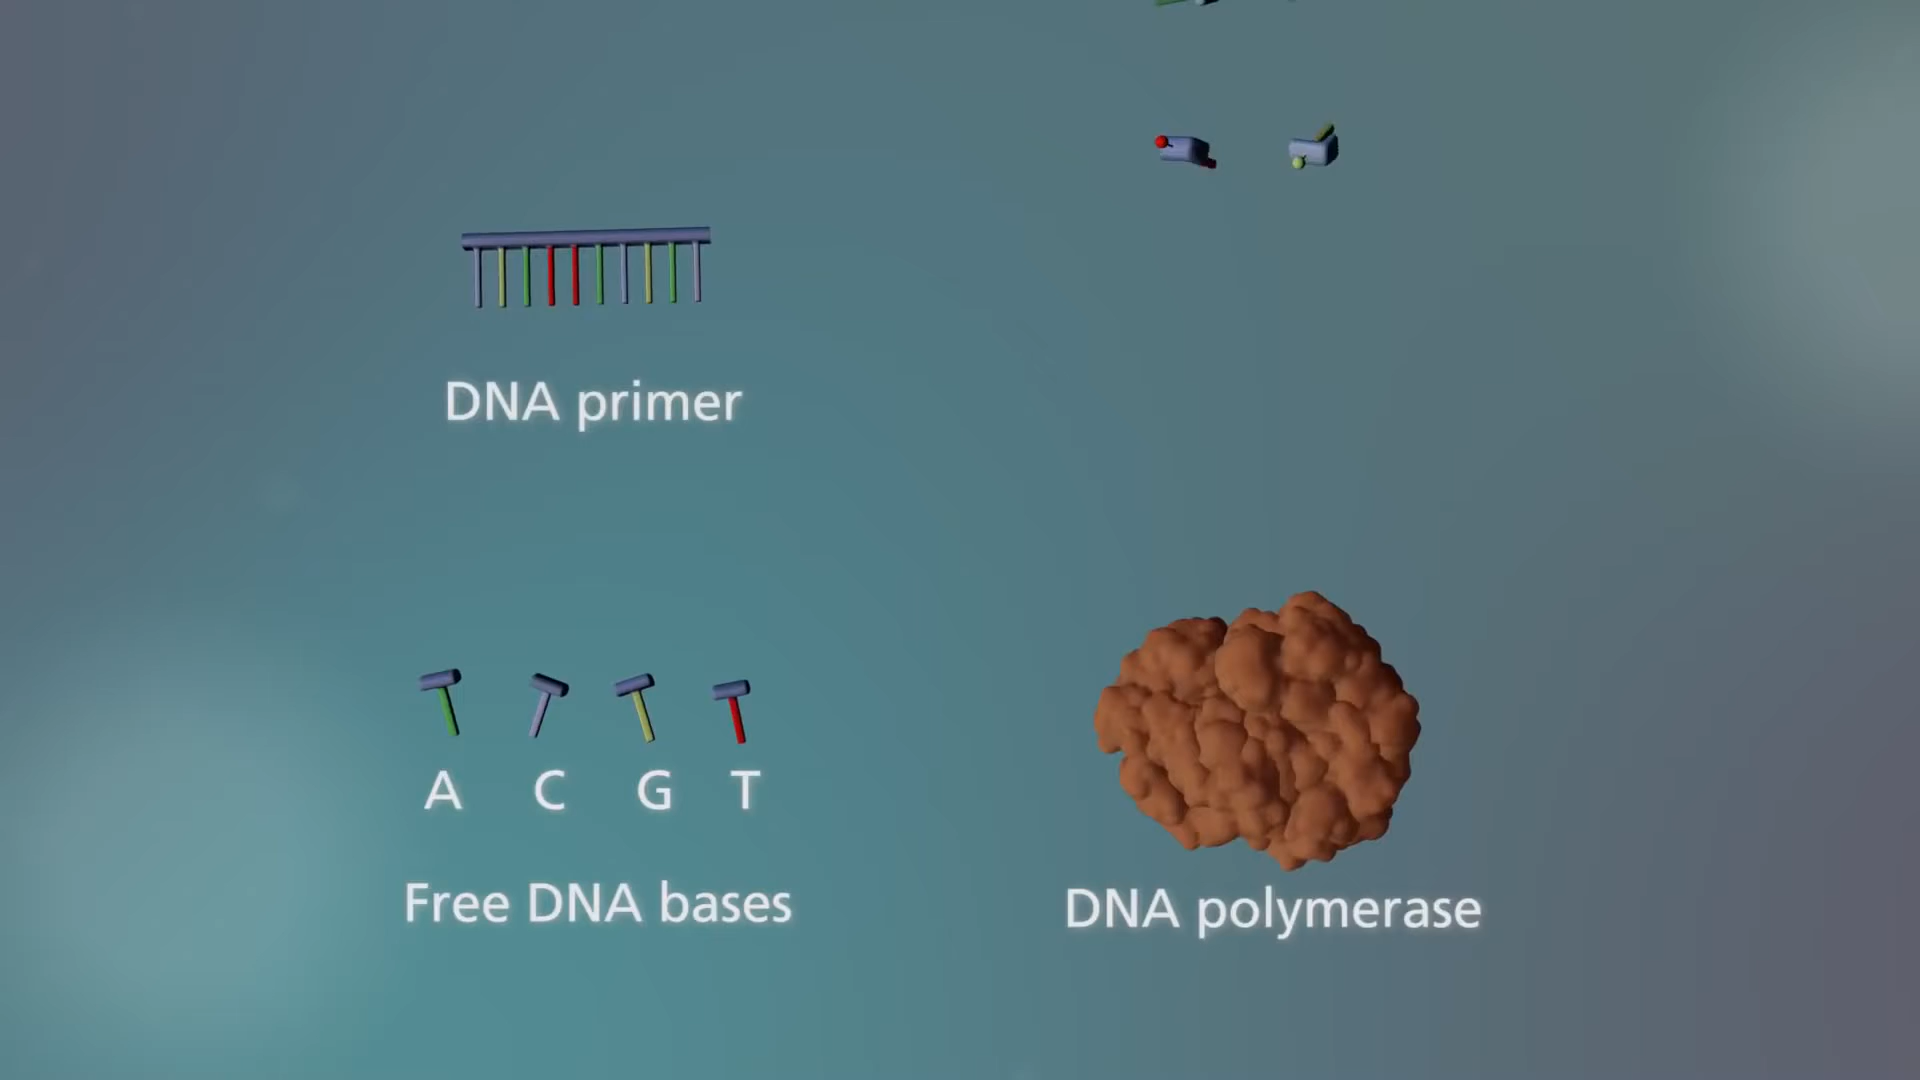 DNA primer
A C G T
Free DNA bases
DNA polymerase